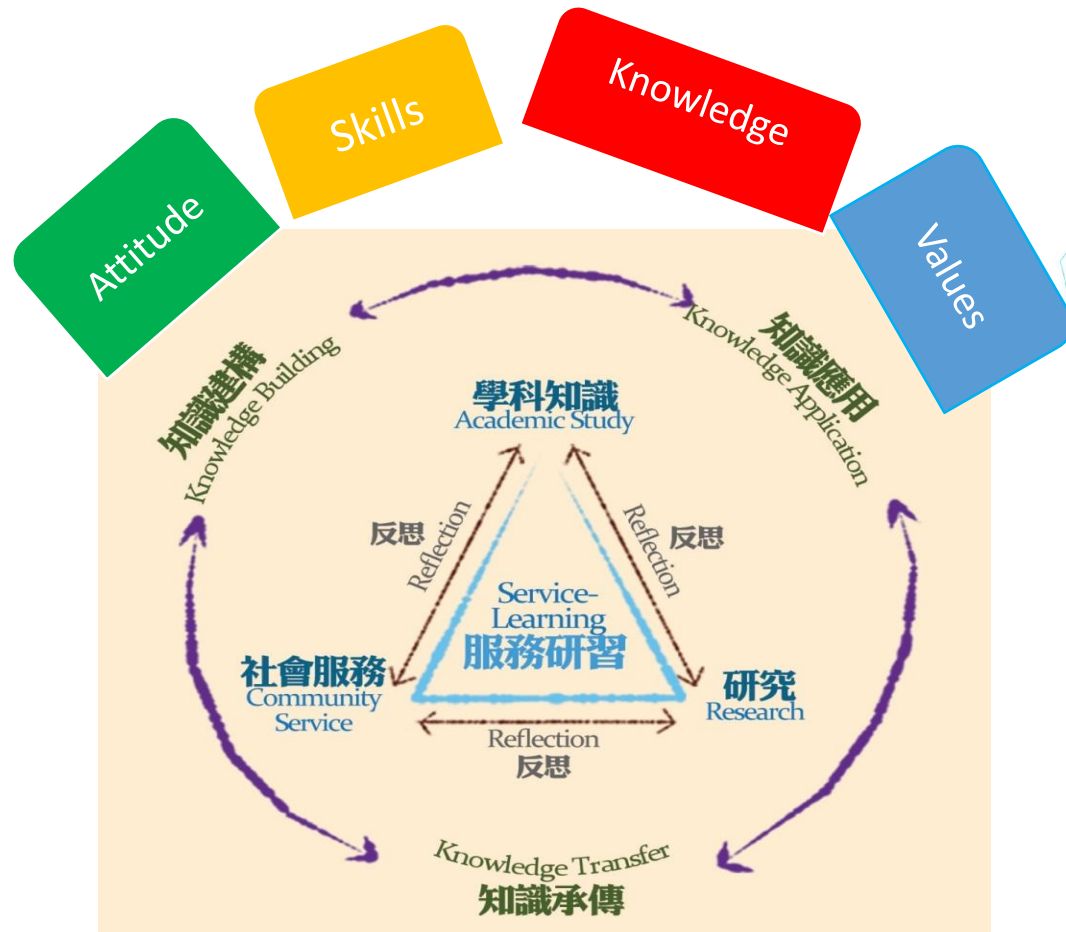 Attitude
Skills
Knowledge
Values
知識建構
Knowledge Building
知識應用
Knowledge Application
學科知識
Academic Study
反思
Reflection
Reflection
反思
Service-
Learning
服務研習
社會服務
Community
Service
研究
Research
Reflection
反思
Knowledge Transfer
知識承傳